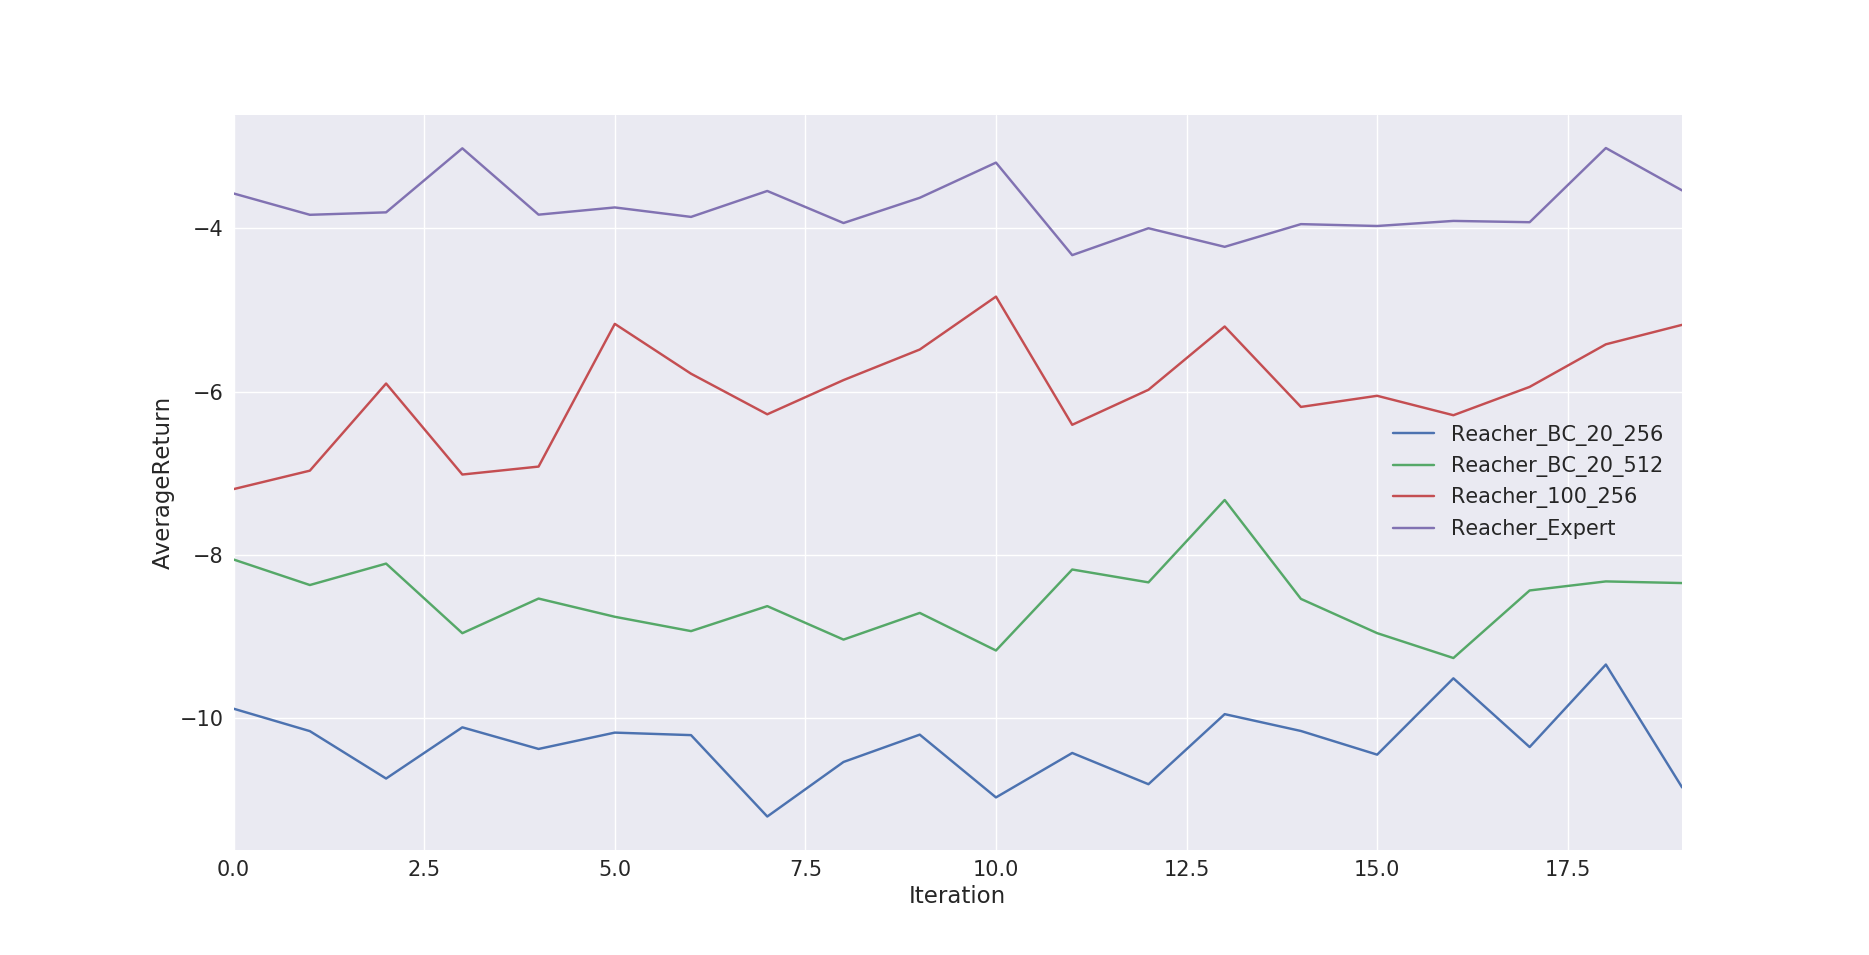 AverageReturn
−4
−6
−8
−10
Reacher_BC_20_256
Reacher_BC_20_512
Reacher_100_256
Reacher_Expert
0.0 2.5 5.0 7.5 10.0 12.5 15.0 17.5
Iteration